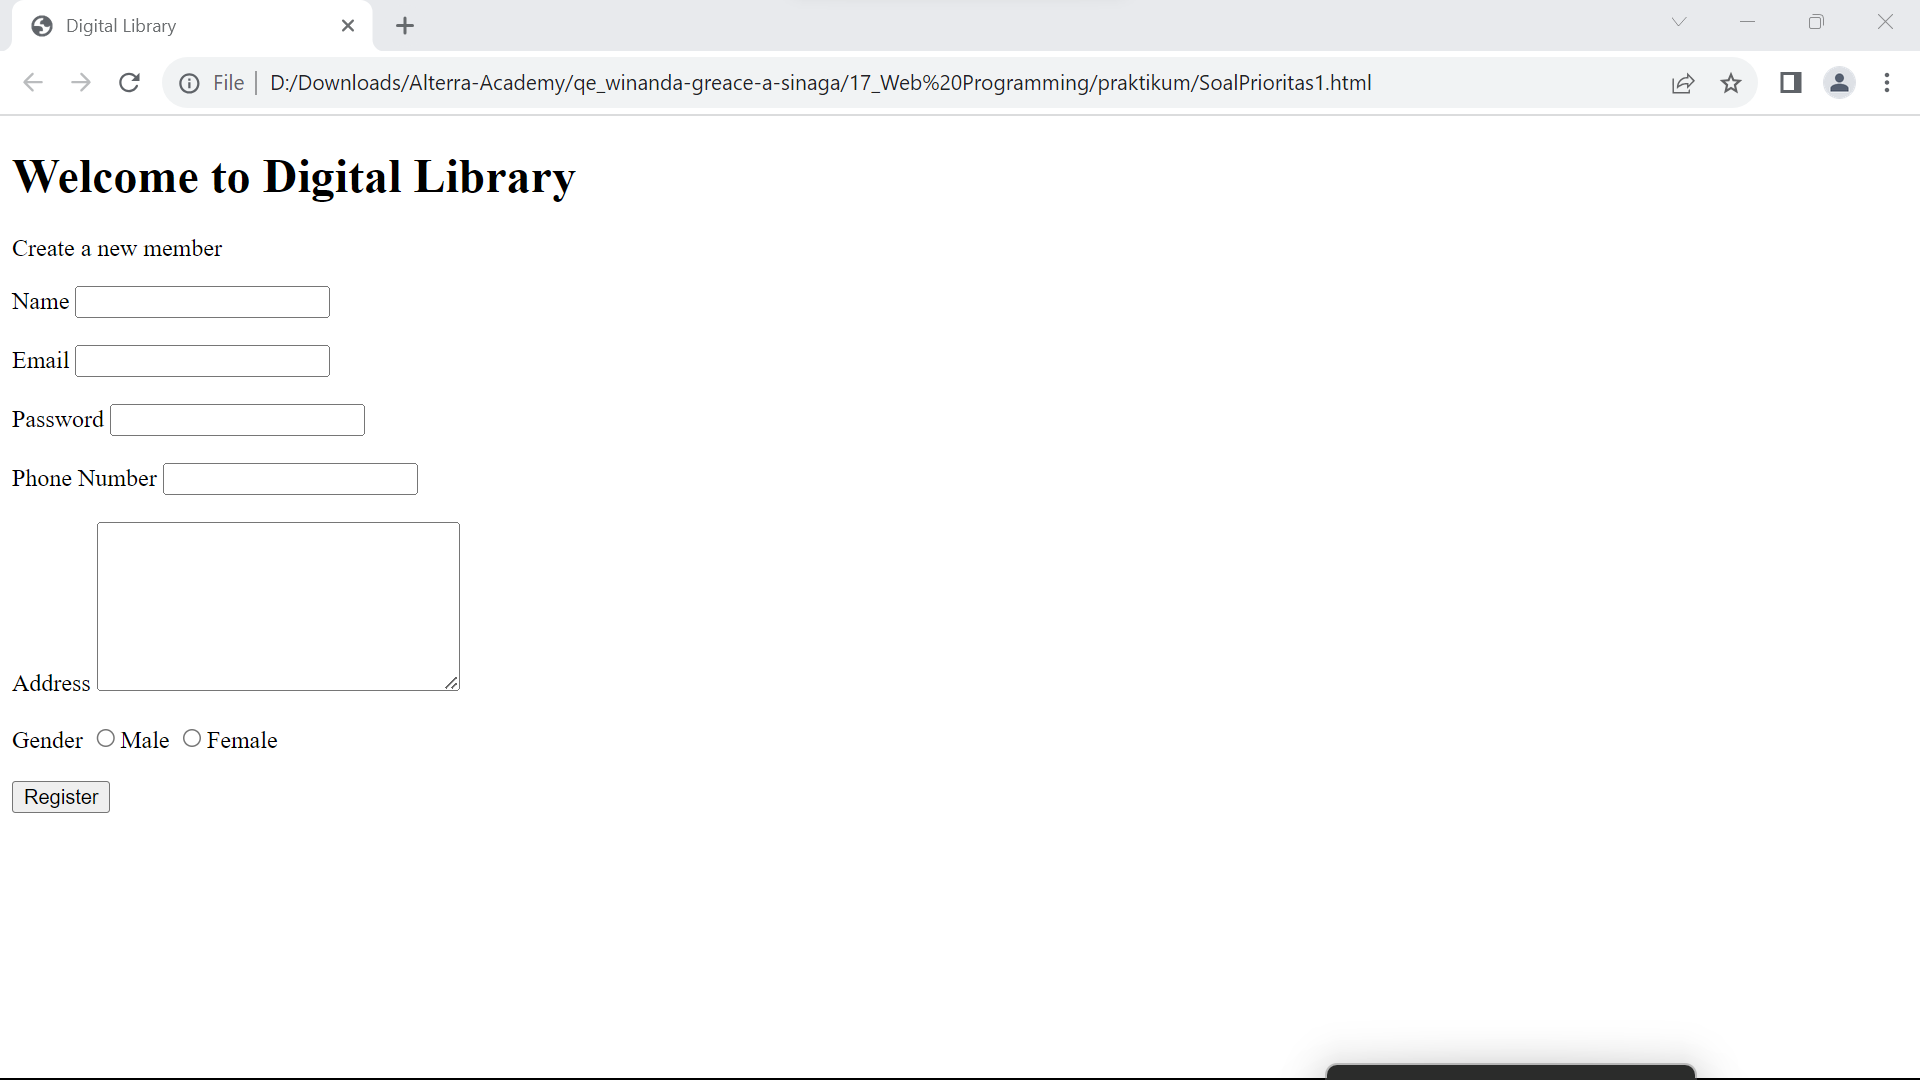 Digital Library
File D:/Downloads/Alterra-Academy/qe_winanda-greace-a-sinaga/17_Web%20Programming/praktikum/SoalPrioritas1.html
Welcome to Digital Library
Create a new member
Name
Email
Password
Phone Number
Address
Gender Male Female
Register